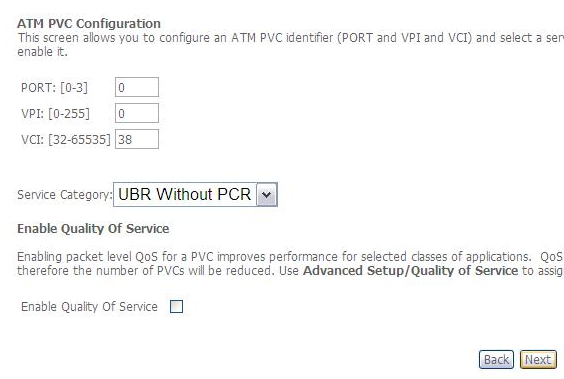 ATM PVC Configuration
This screen allows you to configure an ATM PVC identifier (PORT and VPI and VCI) and select a ser
enable it.
PORT: [0-3] 0
VPI: [0-255] 0
VCI: [32-65535] 38
Service Category: UBR Without PCR
Enable Quality Of Service
Enabling packet level QoS for a PVC improves performance for selected classes of applications. QoS
therefore the number of PVCs will be reduced. Use Advanced Setup/Quality of Service to assig
Enable Quality Of Service
Back Next